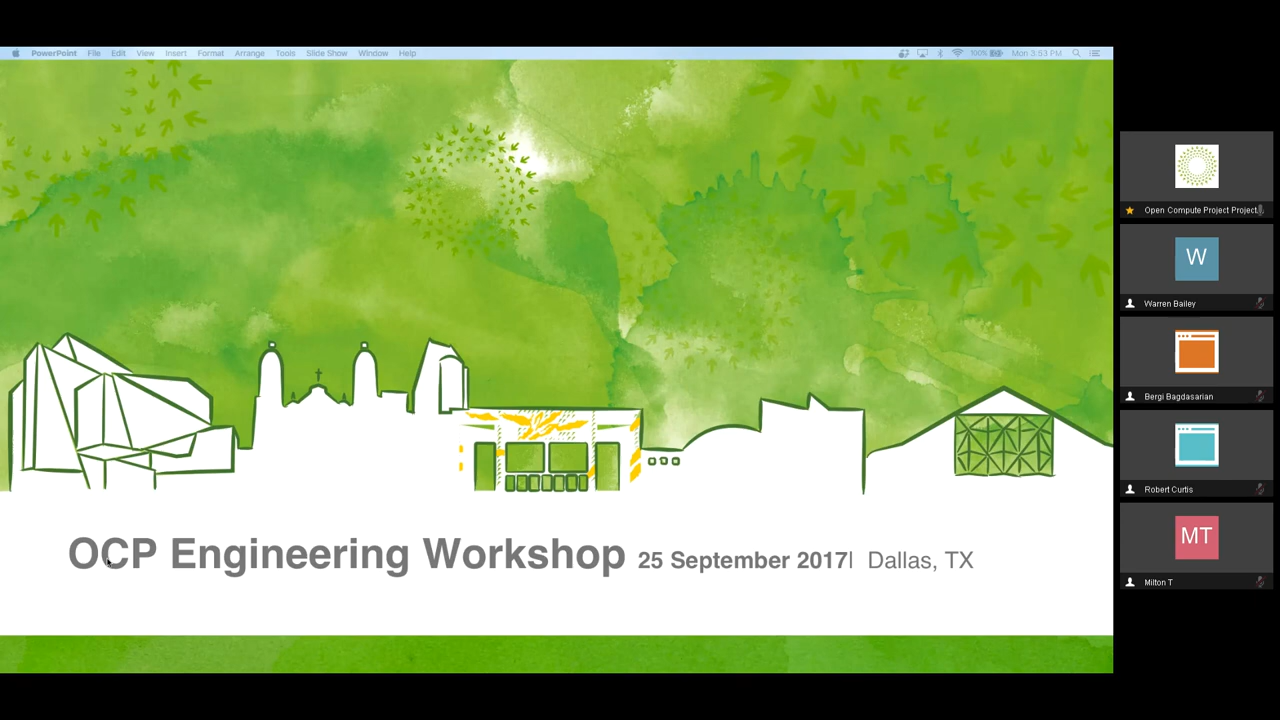 PowerPoint File Edit View Insert Format Arrange Tools Slide Show Window Help 100% Mon 3:53 PM
OCP Engineering Workshop 25 September 2017| Dallas, TX
Open Compute Project Project
W
Warren Bailey
Bergi Bagdasarian
Robert Curtis
MT
Milton T